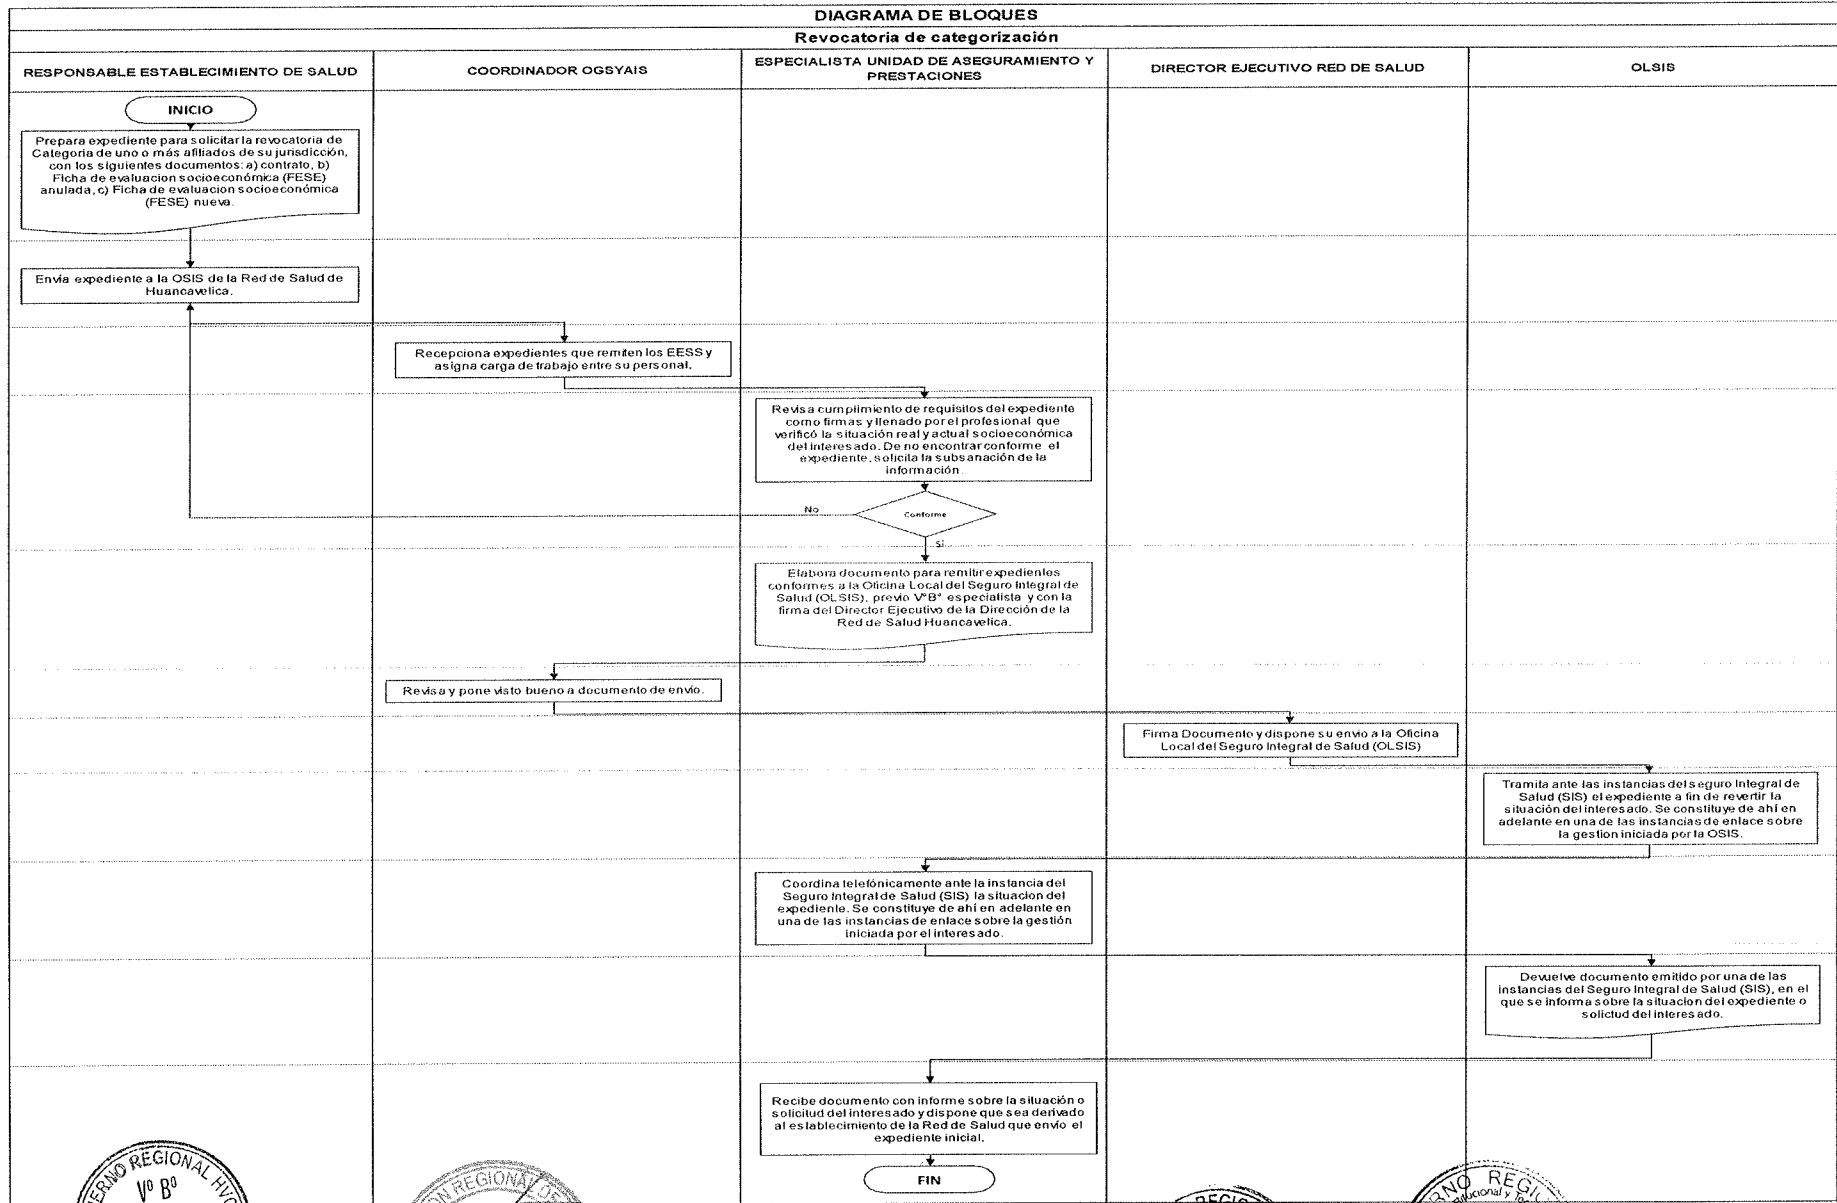 DIAGRAMA DE BLOQUES
Revocatoria de categorización
RESPONSABLE ESTABLECIMIENTO DE SALUD
COORDINADOR OGSYAIS
ESPECIALISTA UNIDAD DE ASEGURAMIENTO Y
PRESTACIONES
DIRECTOR EJECUTIVO RED DE SALUD
OLSIS
INICIO
Prepara expediente para solicitar la revocatoria de
Categoria de uno o más afiliados de su jurisdicción,
con los siguientes documentos: a) contrato, b)
Ficha de evaluacion socioeconómica (FESE)
anulada, c) Ficha de evaluacion socioeconómica
(FESE) nueva.
Envía expediente a la OSIS de la Red de Salud de
Huancavelica.
Recepciona expedientes que remiten los EESS y
asigna carga de trabajo entre su personal.
Revisa cumplimiento de requisitos del expediente
como firmas y llenado por el profesional que
verificó la situación real y actual socioeconómica
del interesado. De no encontrar conforme el
expediente, solicita la subsanación de la
información.
No
Conforme
Si
Elabora documento para remitir expedientes
conformes a la Oficina Local del Seguro Integral de
Salud (OLSIS), previo V°B° especialista y con la
firma del Director Ejecutivo de la Dirección de la
Red de Salud Huancavelica.
Revisa y pone visto bueno a documento de envío.
Firma Documento y dispone su envio a la Oficina
Local del Seguro Integral de Salud (OLSIS)
Tramita ante las instancias del seguro Integral de
Salud (SIS) el expediente a fin de revertir la
situación del interesado. Se constituye de ahí en
adelante en una de las instancias de enlace sobre
la gestion iniciada por la OSIS.
Coordina telefónicamente ante la instancia del
Seguro Integral de Salud (SIS) la situacion del
expediente. Se constituye de ahí en adelante en
una de las instancias de enlace sobre la gestión
iniciada por el interesado.
Devuelve documento emitido por una de las
instancias del Seguro Integral de Salud (SIS), en el
que se informa sobre la situacion del expediente o
solictud del interesado.
Recibe documento con informe sobre la situación o
solicitud del interesado y dispone que sea derivado
al establecimiento de la Red de Salud que envío el
expediente inicial.
FIN
REGIONAL
Vº Bº
REGIONAL